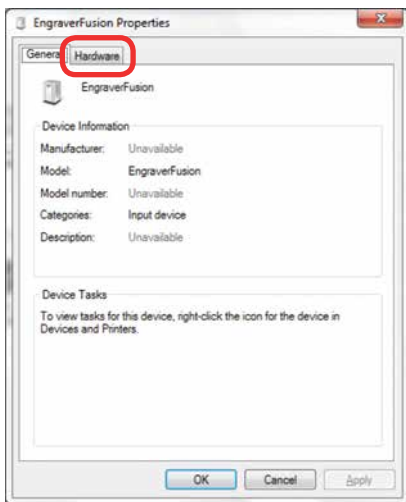 EngraverFusion Properties
General Hardware
EngraverFusion
Device Information
Manufacturer: Unavailable
Model: EngraverFusion
Model number: Unavailable
Categories: Input device
Description: Unavailable
Device Tasks
To view tasks for this device, right-click the icon for the device in
Devices and Printers.
OK Cancel Apply